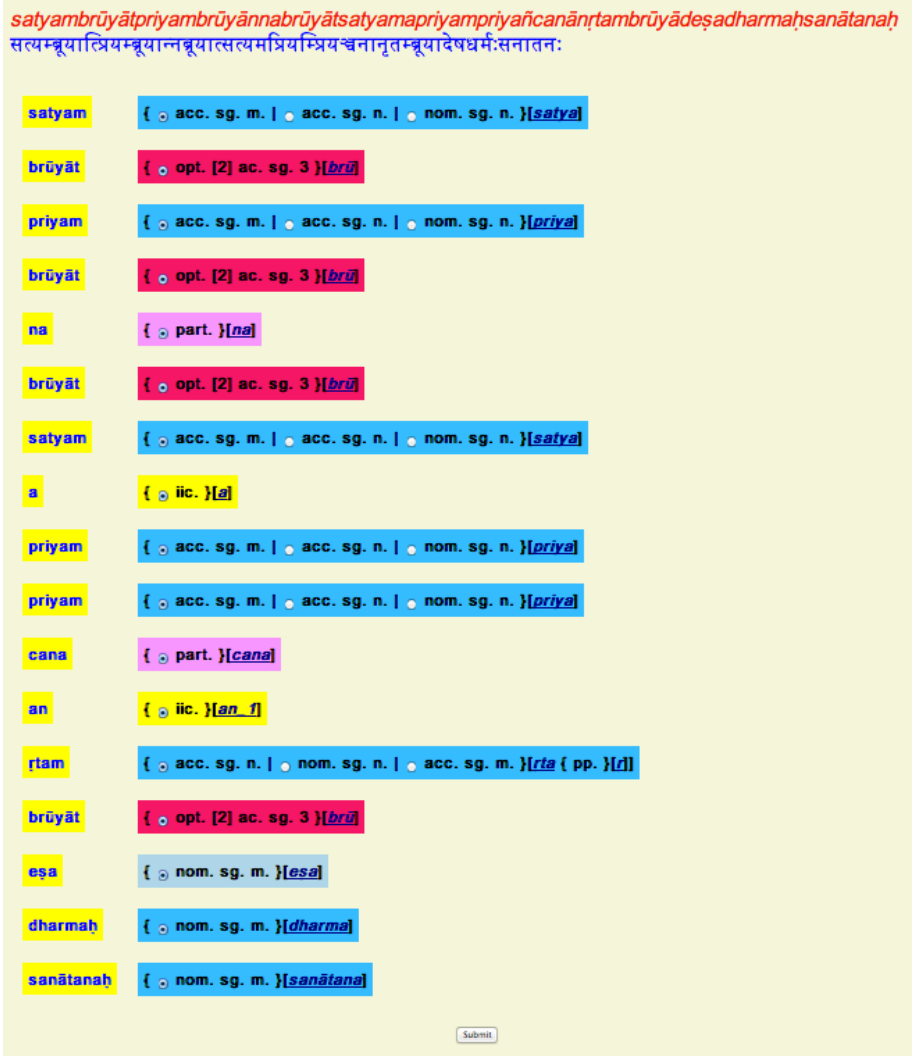 satyambrūyātpriyambrūyānnabrūyātsatyamapriyampriyañcanānṛtambrūyādeṣadharmaḥsanātanaḥ
सत्यम्ब्रूयात्प्रियम्ब्रूयान्नब्रूयात्सत्यमप्रियम्प्रियञ्चनानृतम्ब्रूयादेषधर्मःसनातनः
satyam { acc. sg. m. | acc. sg. n. | nom. sg. n. }[satya]
brūyāt { opt. [2] ac. sg. 3 }[brū]
priyam { acc. sg. m. | acc. sg. n. | nom. sg. n. }[priya]
brūyāt { opt. [2] ac. sg. 3 }[brū]
na { part. }[na]
brūyāt { opt. [2] ac. sg. 3 }[brū]
satyam { acc. sg. m. | acc. sg. n. | nom. sg. n. }[satya]
a { iic. }[a]
priyam { acc. sg. m. | acc. sg. n. | nom. sg. n. }[priya]
priyam { acc. sg. m. | acc. sg. n. | nom. sg. n. }[priya]
cana { part. }[cana]
an { iic. }[an_1]
ṛtam { acc. sg. n. | nom. sg. n. | acc. sg. m. }[ṛta { pp. }[ṛ]]
brūyāt { opt. [2] ac. sg. 3 }[brū]
eṣa { nom. sg. m. }[eṣa]
dharmaḥ { nom. sg. m. }[dharma]
sanātanaḥ { nom. sg. m. }[sanātana]
Submit